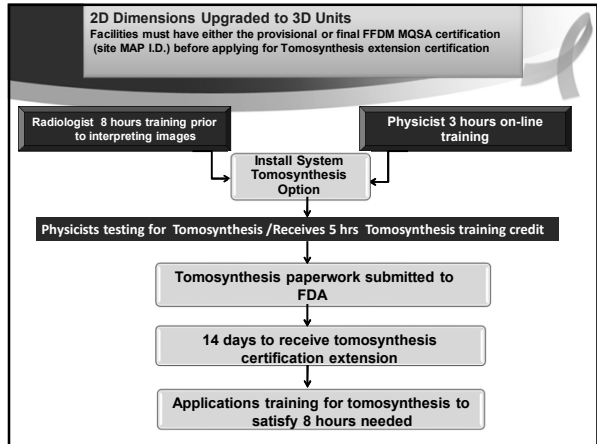 2D Dimensions Upgraded to 3D Units
Facilities must have either the provisional or final FFDM MQSA certification
(site MAP I.D.) before applying for Tomosynthesis extension certification
Radiologist 8 hours training prior
to interpreting images
Physicist 3 hours on-line
training
Install System
Tomosynthesis
Option
Physicists testing for Tomosynthesis /Receives 5 hrs Tomosynthesis training credit
Tomosynthesis paperwork submitted to
FDA
14 days to receive tomosynthesis
certification extension
Applications training for tomosynthesis to
satisfy 8 hours needed